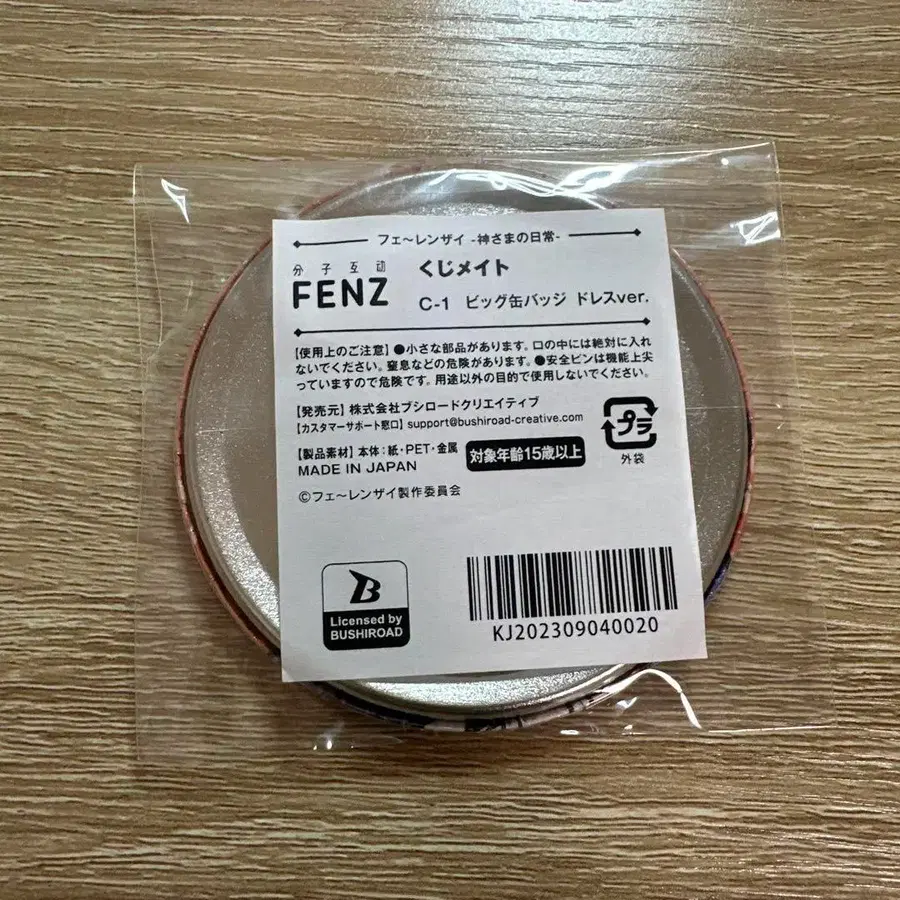 フェ〜レンザイ -神さまの日常-
分子互动
FENZ
くじメイト
C-1 ビッグ缶バッジ ドレスver.
【使用上のご注意】●小さな部品があります。口の中には絶対に入れ
ないでください。窒息などの危険があります。●安全ピンは機能上尖
っていますので危険です。用途以外の目的で使用しないでください。
【発売元】株式会社ブシロードクリエイティブ
【カスタマーサポート窓口】support@bushiroad-creative.com
【製品素材】本体：紙・PET・金属
MADE IN JAPAN
対象年齢15歳以上
プラ
外袋
©フェ〜レンザイ製作委員会
B
Licensed by
BUSHIROAD
KJ202309040020